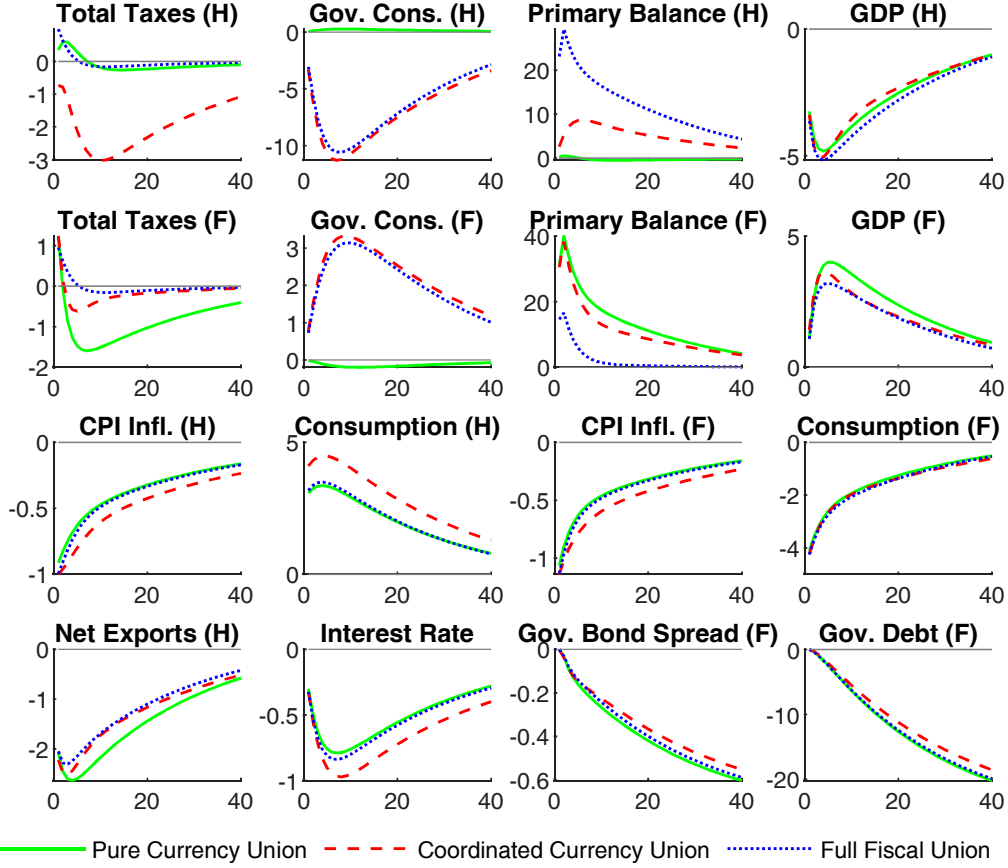 Total Taxes (H) Gov. Cons. (H) Primary Balance (H) GDP (H)
0 -1 -2 -3 0 20 40
0 -5 -10 0 20 40
20 10 0 0 20 40
0 -5 0 20 40
Total Taxes (F) Gov. Cons. (F) Primary Balance (F) GDP (F)
1 0 -1 -2 0 20 40
3 2 1 0 0 20 40
40 20 0 0 20 40
5 0 0 20 40
CPI Infl. (H) Consumption (H) CPI Infl. (F) Consumption (F)
0 -0.5 -1 0 20 40
5 0 0 20 40
0 -0.5 -1 0 20 40
0 -2 -4 0 20 40
Net Exports (H) Interest Rate Gov. Bond Spread (F) Gov. Debt (F)
0 -1 -2 0 20 40
0 -0.5 -1 0 20 40
0 -0.2 -0.4 -0.6 0 20 40
0 -10 -20 0 20 40
Pure Currency Union Coordinated Currency Union Full Fiscal Union